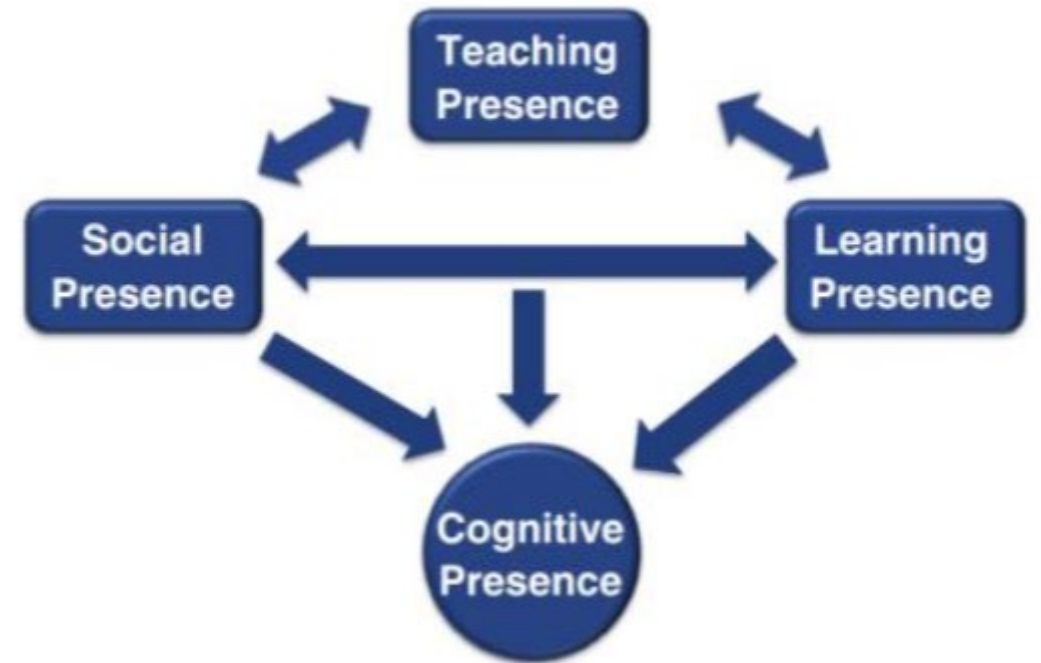 Teaching
Presence
Social
Presence
Learning
Presence
Cognitive
Presence